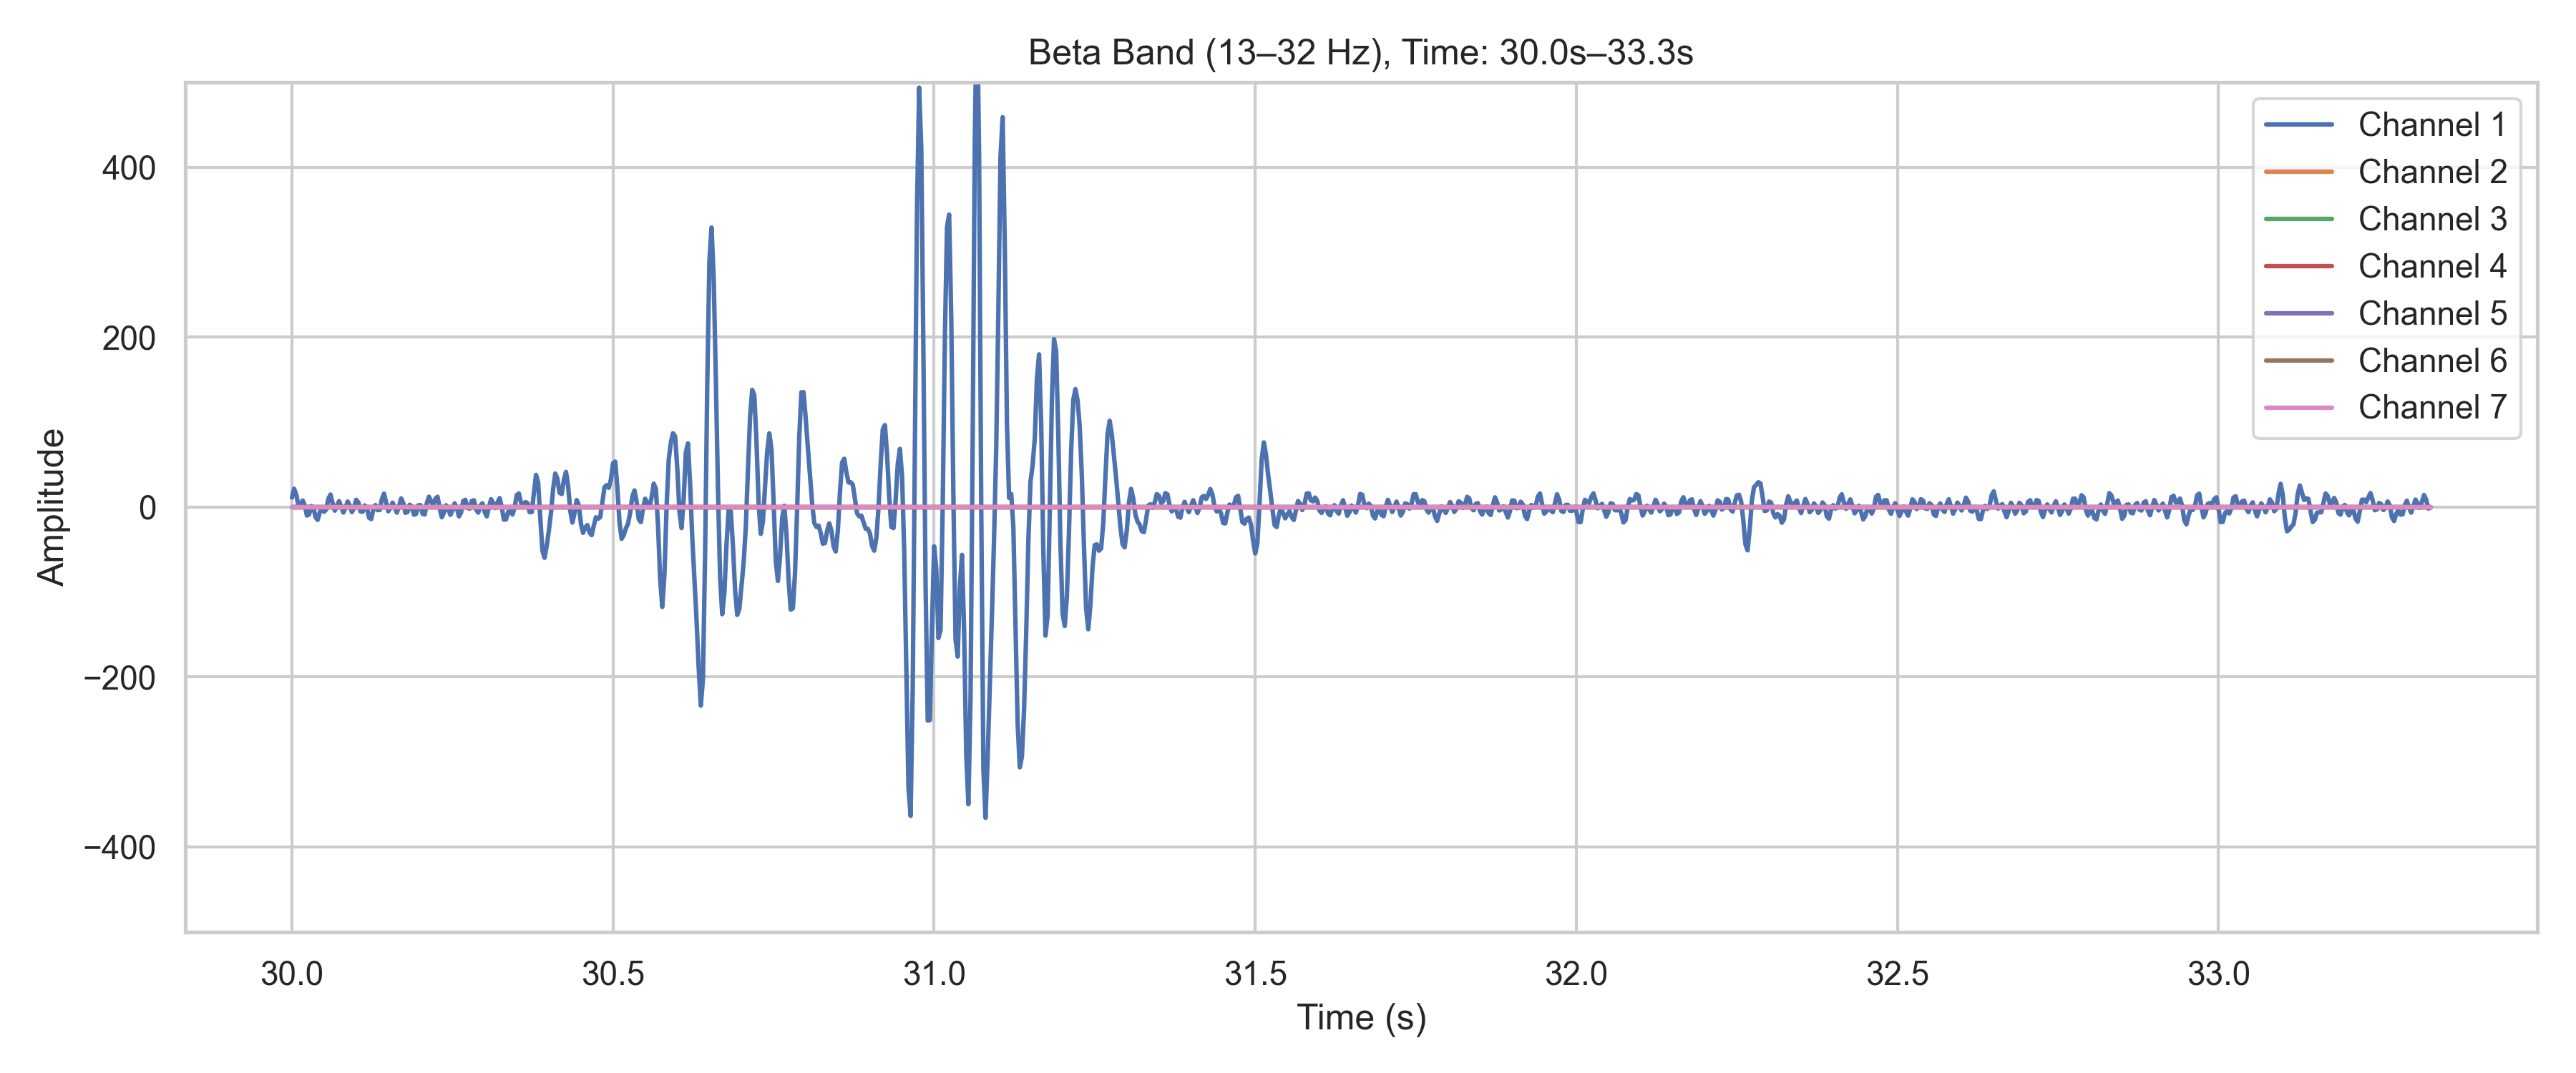 Beta Band (13–32 Hz), Time: 30.0s–33.3s
Channel 1
Channel 2
Channel 3
Channel 4
Channel 5
Channel 6
Channel 7
Amplitude
400
200
0
−200
−400
30.0 30.5 31.0 31.5 32.0 32.5 33.0
Time (s)